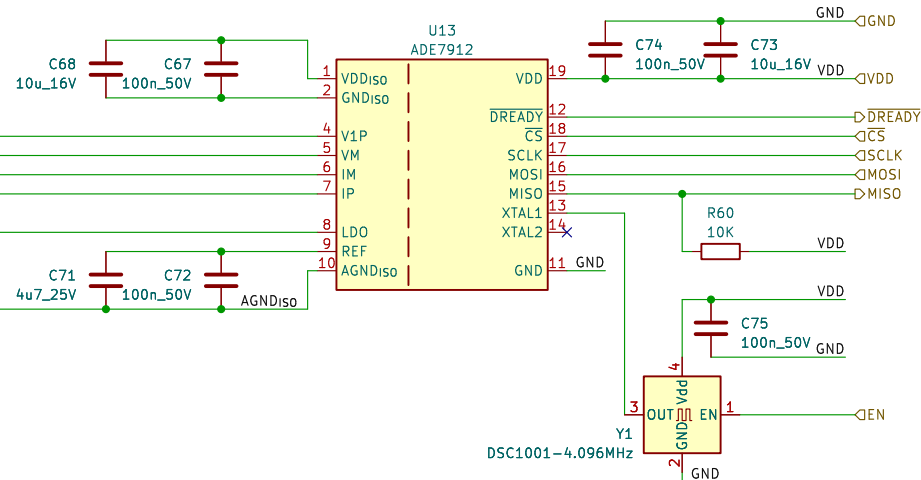 U13
ADE7912
C68
10u_16V
C67
100n_50V
C74
100n_50V
C73
10u_16V
GND
GND
VDD
VDD
1
VDDISO
2
GNDISO
4
V1P
5
VM
6
IM
7
IP
8
LDO
9
REF
10
AGNDISO
VDD
19
DREADY
12
DREADY
CS
18
CS
SCLK
17
SCLK
MOSI
16
MOSI
MISO
15
MISO
XTAL1
13
XTAL2
14
GND
11
GND
R60
10K
VDD
C71
4u7_25V
C72
100n_50V
AGNDISO
VDD
C75
100n_50V
GND
4
Vdd
3
OUT
EN
1
EN
GND
2
GND
Y1
DSC1001-4.096MHz